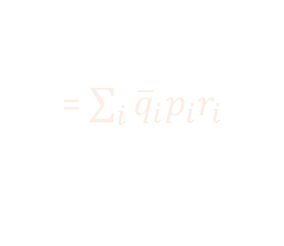 = ∑ᵢ q̅ᵢpᵢrᵢ